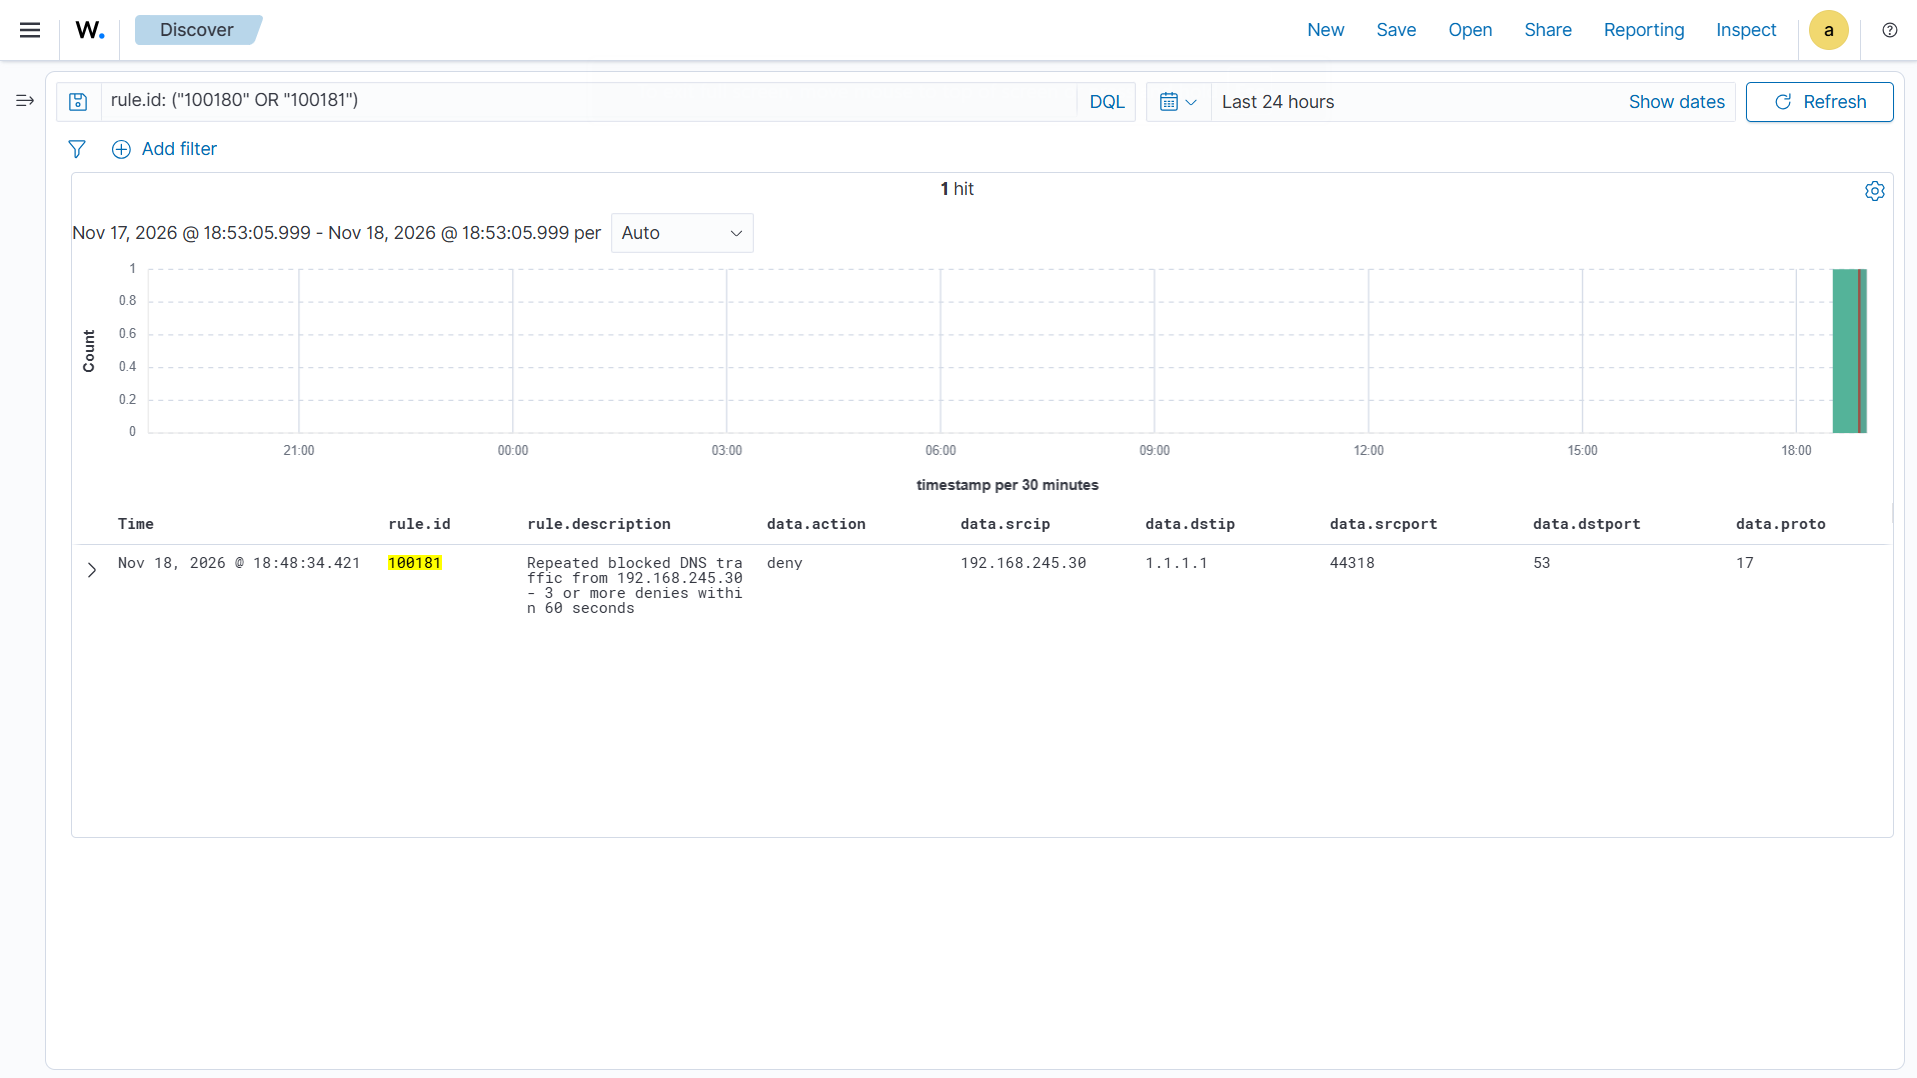 W.
Discover
New
Save
Open
Share
Reporting
Inspect
a
rule.id: ("100180" OR "100181")
DQL
Last 24 hours
Show dates
Refresh
Add filter
1 hit
Nov 17, 2026 @ 18:53:05.999 - Nov 18, 2026 @ 18:53:05.999 per
Auto
Count
1
0.8
0.6
0.4
0.2
0
21:00
00:00
03:00
06:00
09:00
12:00
15:00
18:00
timestamp per 30 minutes
Time rule.id rule.description data.action data.srcip data.dstip data.srcport data.dstport data.proto
Nov 18, 2026 @ 18:48:34.421 100181 Repeated blocked DNS tra deny 192.168.245.30 1.1.1.1 44318 53 17
ffic from 192.168.245.30
- 3 or more denies withi
n 60 seconds